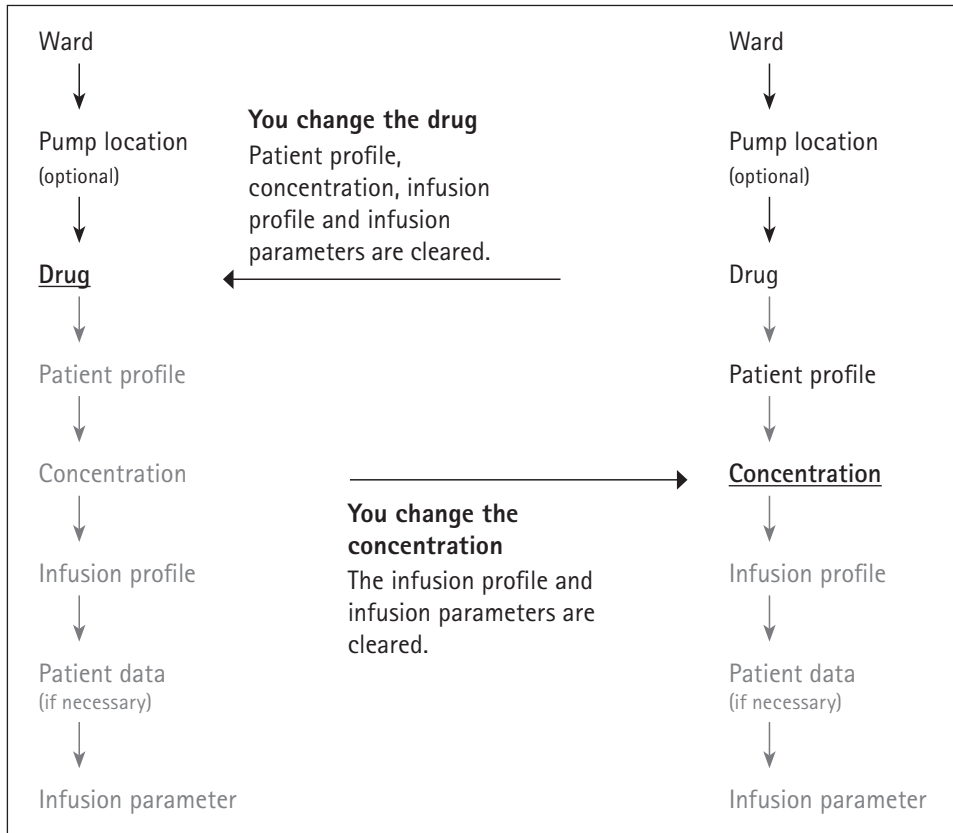 Ward
Pump location
(optional)
Drug
Patient profile
Concentration
Infusion profile
Patient data
(if necessary)
Infusion parameter
You change the drug
Patient profile,
concentration, infusion
profile and infusion
parameters are cleared.
You change the
concentration
The infusion profile and
infusion parameters are
cleared.
Ward
Pump location
(optional)
Drug
Patient profile
Concentration
Infusion profile
Patient data
(if necessary)
Infusion parameter